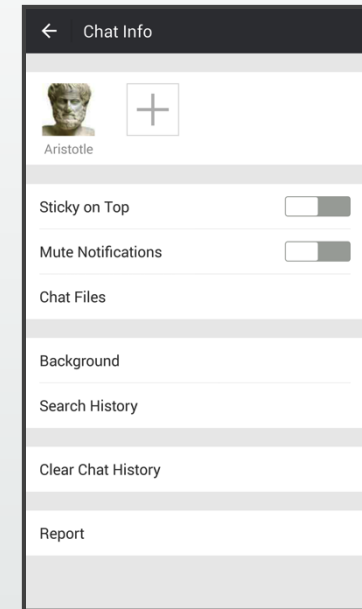 Chat Info
Aristotle
Sticky on Top
Mute Notifications
Chat Files
Background
Search History
Clear Chat History
Report